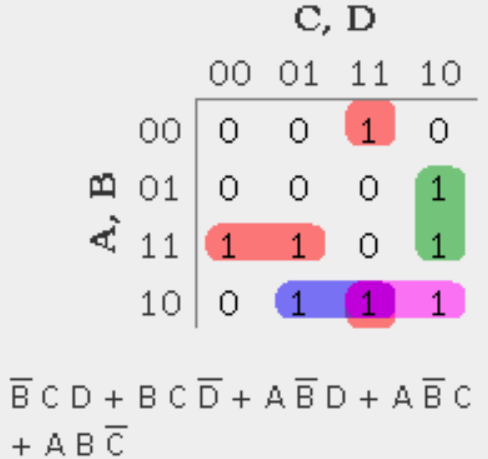 C, D
00 01 11 10
00 0 0 1 0
A, B
01 0 0 0 1
11 1 1 0 1
10 0 1 1 1
B̅ C D + B C D̅ + A B̅ D + A B̅ C
+ A B C̅